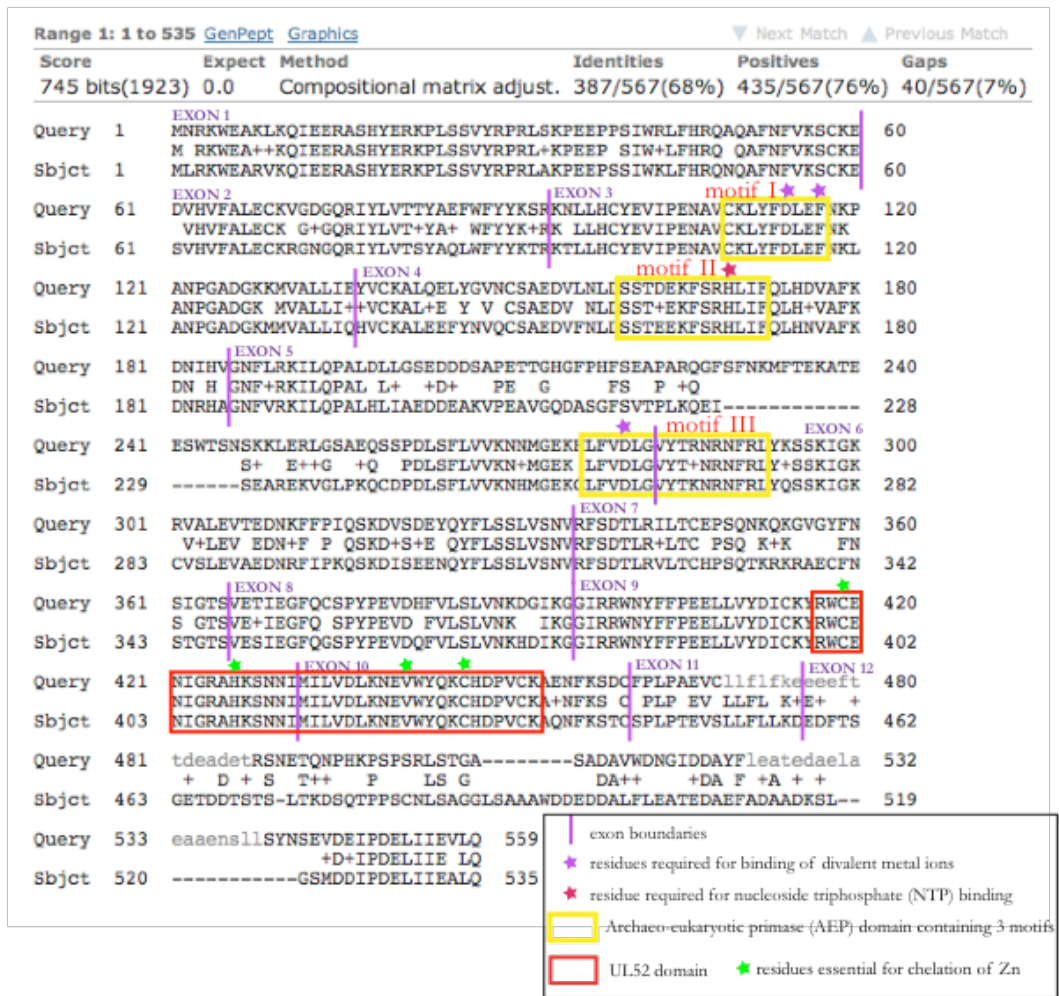 Range 1: 1 to 535 GenPept Graphics Next Match Previous Match
Score Expect Method Identities Positives Gaps
745 bits(1923) 0.0 Compositional matrix adjust. 387/567(68%) 435/567(76%) 40/567(7%)
EXON 1
Query 1 MNRKWEAKLKQIEERASHYERKPLSSVYRPRLSKPEEPPSIWRLFHRQAQAFNFVKSCKE 60
M RKWEA++KQIEERASHYERKPLSSVYRPRL+KPEEP SIW+LFHRQ QAFNFVKSCKE
Sbjct 1 MLRKWEARVKQIEERASHYERKPLSSVYRPRLAKPEEPPSIWKLFHRQNQAFNFVKSCKE 60
EXON 2 EXON 3 motif I
Query 61 DVHVFALECKVGDGQRIYLVTTYAEFWFYYKSRKNLLHCYEVIPENAVCKLYFDLEFNKP 120
VHVFALECK G+GQRIYLVT+YA+ WFYYK+RK LLHCYEVIPENAVCKLYFDLEFNK
Sbjct 61 SVHVFALECKRGNGQRIYLVTSYAQLWFYYKTRKTLLHCYEVIPENAVCKLYFDLEFNKL 120
EXON 4 motif II
Query 121 ANPGADGKKMVALLIEYVCKALQELYGVNCSAEDVLNLDSSTDEKFSRHLIFQLHDVAFK 180
ANPGADGK MVALLI++VCKAL+E Y V CSAEDV NLDSST+EKFSRHLIFQLH+VAFK
Sbjct 121 ANPGADGKMMVALLIQHVCKALEEFYNVQCSAEDVFNLDSSTEEKFSRHLIFQLHNVAFK 180
EXON 5
Query 181 DNIHVGNFLRKILQPALDLLGSEDDDSAPETTGHGFPHFSEAPARQGFSFNKMFTEKATE 240
DN H GNF+RKILQPAL L+ +D+ PE G FS P +Q
Sbjct 181 DNRHAGNFVRKILQPALHLIAEDDEAKVPEAVGQDASGFSVTPLKQEI------------ 228
motif III EXON 6
Query 241 ESWTSNSKKLERLGSAEQSSPDLSFLVVKNNMGEKHLFVDLGVYTRNRNFRLYKSSKIGK 300
S+ E++G +Q PDLSFLVVKN+MGEK LFVDLGVYT+NRNFRLY+SSKIGK
Sbjct 229 ------SEAREKVGLPKQCDPDLSFLVVKNHMGEKCLFVDLGVYTKNRNFRLYQSSKIGK 282
EXON 7
Query 301 RVALEVTEDNKFFPIQSKDVSDEYQYFLSSLVSNVRFSDTLRILTCEPSQNKQKGVGYFN 360
V+LEV EDN+F P QSKD+S+E QYFLSSLVSNVRFSDTLR+LTC PSQ K+K FN
Sbjct 283 CVSLEVAEDNRFIPKQSKDISEENQYFLSSLVSNVRFSDTLRVLTCHPSQTKRKRAECFN 342
EXON 8 EXON 9
Query 361 SIGTSVETIEGFQCSPYPEVDHFVLSLVNKDGIKGGIRRWNYFFPEELLVYDICKYRWCE 420
S GTSVE+IEGFQ SPYPEVD FVLSLVNK IKGGIRRWNYFFPEELLVYDICKYRWCE
Sbjct 343 STGTSVESIEGFQGSPYPEVDQFVLSLVNKHDIKGGIRRWNYFFPEELLVYDICKYRWCE 402
EXON 10 EXON 11 EXON 12
Query 421 NIGRAHKSNNIMILVDLKNEVWYQKCHDPVCKAENFKSDCFPLPAEVCllflfkeeeeft 480
NIGRAHKSNNIMILVDLKNEVWYQKCHDPVCKA+NFKS C PLP EV LLFL K+E+ +
Sbjct 403 NIGRAHKSNNIMILVDLKNEVWYQKCHDPVCKAQNFKSTCSPLPTEVSLLFLLKDEDFTS 462
Query 481 tdeadetRSNETQNPHKPSPSRLSTGA--------SADAVWDNGIDDAYFleatedaela 532
+ D + S T++ P LS G DA++ +DA F +A + +
Sbjct 463 GETDDTSTS-LTKDSQTPPSCNLSAGGLSAAAWDDEDDALFLEATEDAEFADAADKSL-- 519
Query 533 eaaensllSYNSEVDEIPDELIIEVLQ 559
+D+IPDELIIE LQ
Sbjct 520 ------------GSMDDIPDELIIEALQ 535
exon boundaries
residues required for binding of divalent metal ions
residue required for nucleoside triphosphate (NTP) binding
Archaeo-eukaryotic primase (AEP) domain containing 3 motifs
UL52 domain residues essential for chelation of Zn